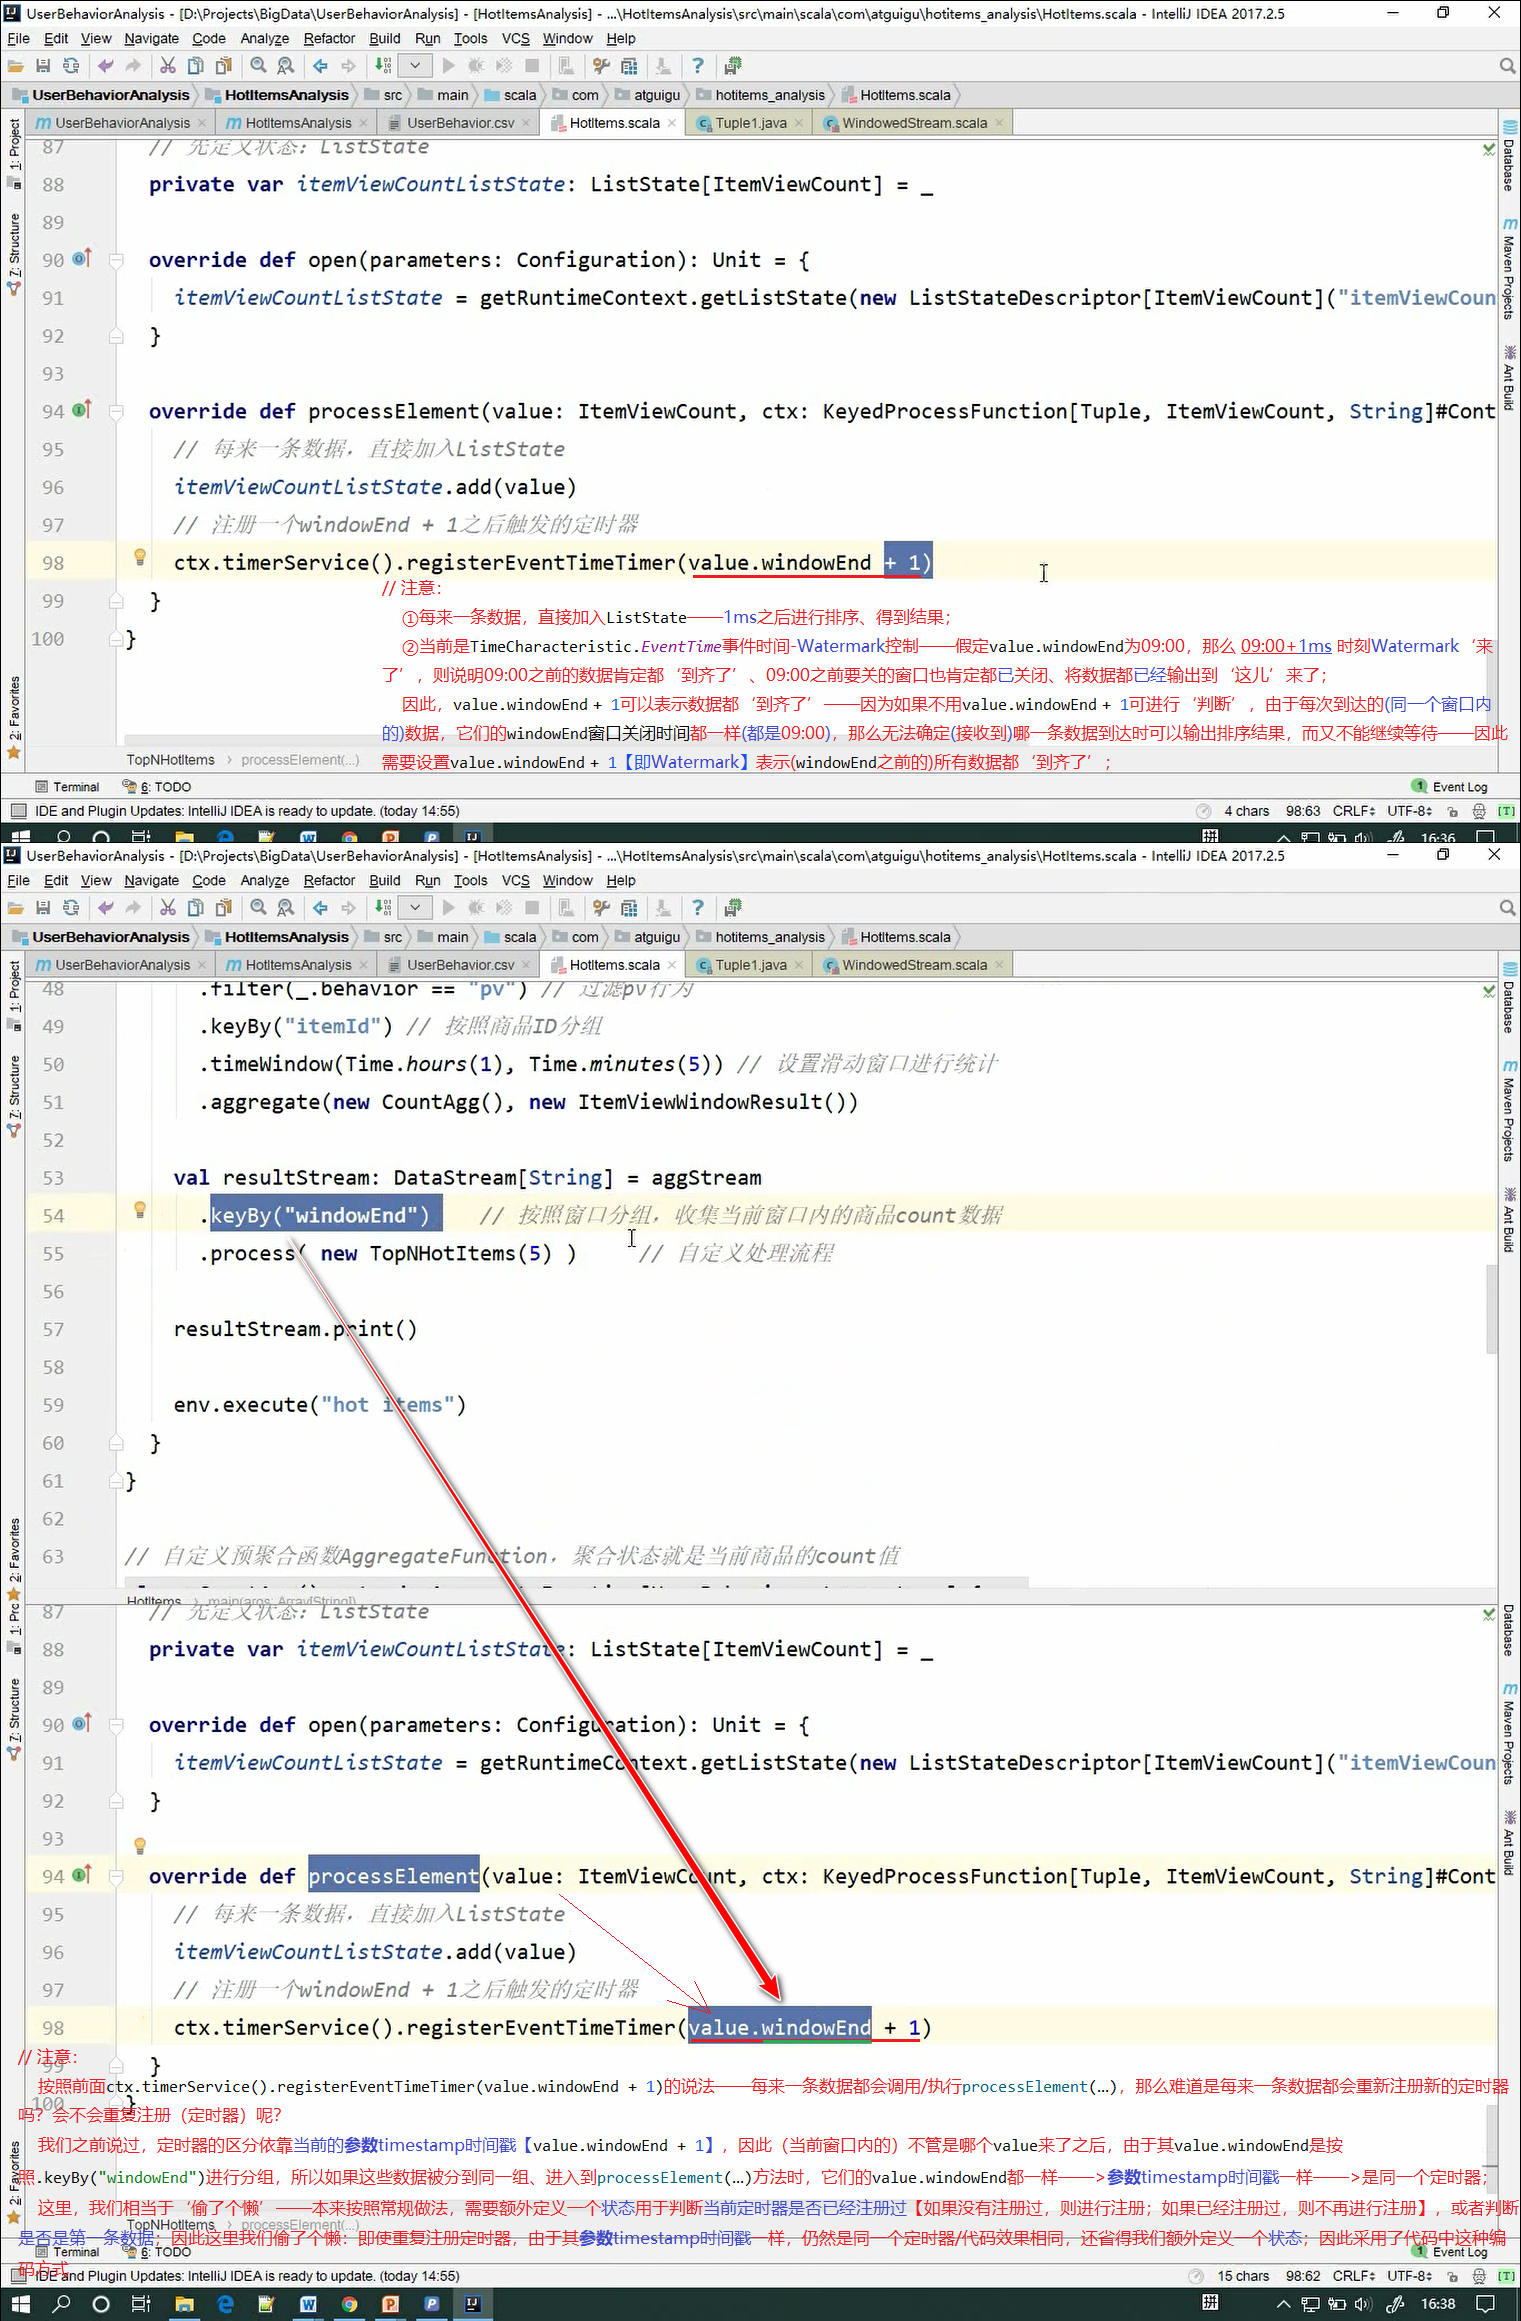 UserBehaviorAnalysis - [D:\Projects\BigData\UserBehaviorAnalysis] - [HotItemsAnalysis] - ...\HotItemsAnalysis\src\main\scala\com\atguigu\hotitems_analysis\HotItems.scala - IntelliJ IDEA 2017.2.5
File Edit View Navigate Code Analyze Refactor Build Run Tools VCS Window Help
UserBehaviorAnalysis HotItemsAnalysis src main scala com atguigu hotitems_analysis HotItems.scala
UserBehaviorAnalysis HotItemsAnalysis UserBehavior.csv HotItems.scala Tuple1.java WindowedStream.scala
1: Project
7: Structure
2: Favorites
Database
Maven Projects
Ant Build
87 // 先定义状态: ListState
88 private var itemViewCountListState: ListState[ItemViewCount] = _
89
90 override def open(parameters: Configuration): Unit = {
91 itemViewCountListState = getRuntimeContext.getListState(new ListStateDescriptor[ItemViewCount]("itemViewCoun
92 }
93
94 override def processElement(value: ItemViewCount, ctx: KeyedProcessFunction[Tuple, ItemViewCount, String]#Cont
95 // 每来一条数据，直接加入ListState
96 itemViewCountListState.add(value)
97 // 注册一个windowEnd + 1之后触发的定时器
98 ctx.timerService().registerEventTimeTimer(value.windowEnd + 1)
99 }
100 }
// 注意:
①每来一条数据，直接加入ListState——1ms之后进行排序、得到结果；
②当前是TimeCharacteristic.EventTime事件时间-Watermark控制——假定value.windowEnd为09:00，那么 09:00+1ms 时刻Watermark‘来
了’，则说明09:00之前的数据肯定都‘到齐了’、09:00之前要关的窗口也肯定都已关闭、将数据都已经输出到‘这儿’来了；
因此，value.windowEnd + 1可以表示数据都‘到齐了’——因为如果不用value.windowEnd + 1可进行‘判断’，由于每次到达的(同一个窗口内
的)数据，它们的windowEnd窗口关闭时间都一样(都是09:00)，那么无法确定(接收到)哪一条数据到达时可以输出排序结果，而又不能继续等待——因此
需要设置value.windowEnd + 1【即Watermark】表示(windowEnd之前的)所有数据都‘到齐了’；
TopNHotItems processElement(...)
Terminal 6: TODO 1 Event Log
IDE and Plugin Updates: IntelliJ IDEA is ready to update. (today 14:55) 4 chars 98:63 CRLF UTF-8 [T]
拼 16:36
UserBehaviorAnalysis - [D:\Projects\BigData\UserBehaviorAnalysis] - [HotItemsAnalysis] - ...\HotItemsAnalysis\src\main\scala\com\atguigu\hotitems_analysis\HotItems.scala - IntelliJ IDEA 2017.2.5
File Edit View Navigate Code Analyze Refactor Build Run Tools VCS Window Help
UserBehaviorAnalysis HotItemsAnalysis src main scala com atguigu hotitems_analysis HotItems.scala
UserBehaviorAnalysis HotItemsAnalysis UserBehavior.csv HotItems.scala Tuple1.java WindowedStream.scala
1: Project
7: Structure
2: Favorites
Database
Maven Projects
Ant Build
48 .filter(_.behavior == "pv") // 过滤pv行为
49 .keyBy("itemId") // 按照商品ID分组
50 .timeWindow(Time.hours(1), Time.minutes(5)) // 设置滑动窗口进行统计
51 .aggregate(new CountAgg(), new ItemViewWindowResult())
52
53 val resultStream: DataStream[String] = aggStream
54 .keyBy("windowEnd") // 按照窗口分组，收集当前窗口内的商品count数据
55 .process( new TopNHotItems(5) ) // 自定义处理流程
56
57 resultStream.print()
58
59 env.execute("hot items")
60 }
61 }
62
63 // 自定义预聚合函数AggregateFunction，聚合状态就是当前商品的count值
HotItems main(args: Array[String])
87 // 先定义状态: ListState
88 private var itemViewCountListState: ListState[ItemViewCount] = _
89
90 override def open(parameters: Configuration): Unit = {
91 itemViewCountListState = getRuntimeContext.getListState(new ListStateDescriptor[ItemViewCount]("itemViewCoun
92 }
93
94 override def processElement(value: ItemViewCount, ctx: KeyedProcessFunction[Tuple, ItemViewCount, String]#Cont
95 // 每来一条数据，直接加入ListState
96 itemViewCountListState.add(value)
97 // 注册一个windowEnd + 1之后触发的定时器
98 ctx.timerService().registerEventTimeTimer(value.windowEnd + 1)
99 }
100 }
1: Pro
7: Structure
2: Favorites
Database
Maven Projects
Ant Build
// 注意:
按照前面ctx.timerService().registerEventTimeTimer(value.windowEnd + 1)的说法——每来一条数据都会调用/执行processElement(…)，那么难道是每来一条数据都会重新注册新的定时器
吗？会不会重复注册（定时器）呢？
我们之前说过，定时器的区分依靠当前的参数timestamp时间戳【value.windowEnd + 1】，因此（当前窗口内的）不管是哪个value来了之后，由于其value.windowEnd是按
照.keyBy("windowEnd")进行分组，所以如果这些数据被分到同一组、进入到processElement(…)方法时，它们的value.windowEnd都一样——>参数timestamp时间戳一样——>是同一个定时器；
这里，我们相当于‘偷了个懒’——本来按照常规做法，需要额外定义一个状态用于判断当前定时器是否已经注册过【如果没有注册过，则进行注册；如果已经注册过，则不再进行注册】，或者判断
是否是第一条数据；因此这里我们偷了个懒：即使重复注册定时器，由于其参数timestamp时间戳一样，仍然是同一个定时器/代码效果相同，还省得我们额外定义一个状态；因此采用了代码中这种编
码方式
TopNHotItems processElement(...)
Terminal 6: TODO 1 Event Log
IDE and Plugin Updates: IntelliJ IDEA is ready to update. (today 14:55) 15 chars 98:62 CRLF UTF-8 [T]
拼 16:38